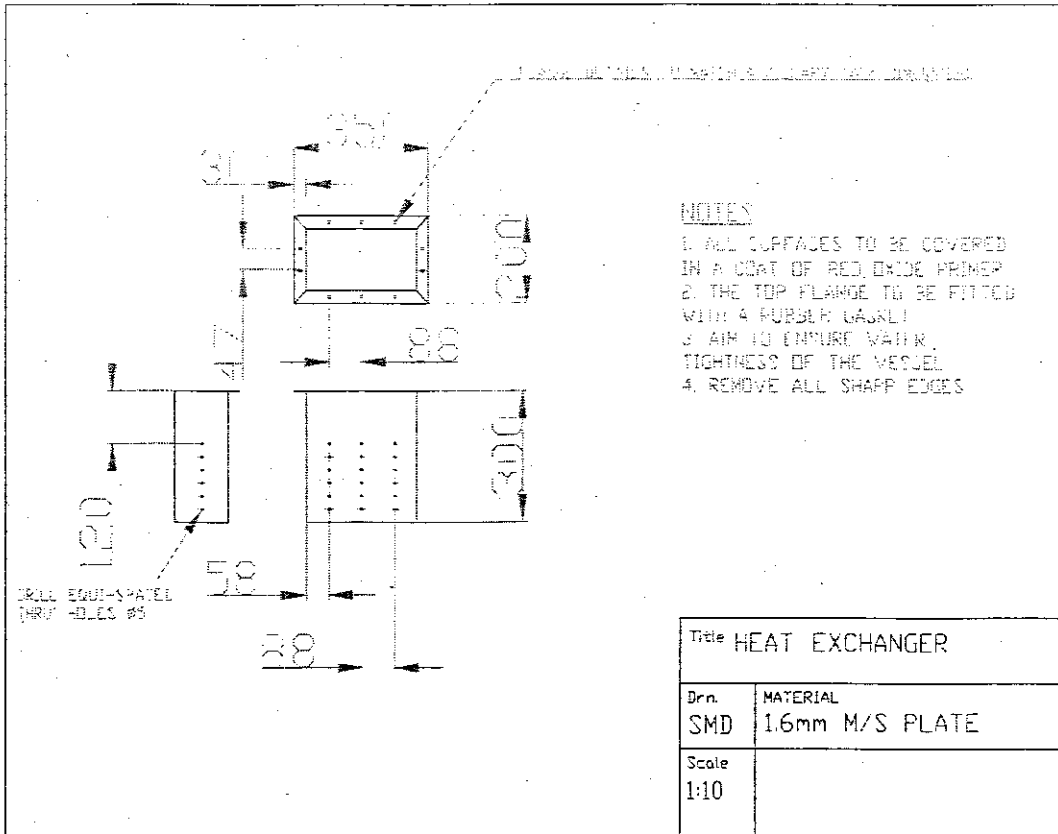 350
30
200
47
88
NOTES
1. ALL SURFACES TO BE COVERED
IN A COAT OF RED OXIDE PRIMER
2. THE TOP FLANGE TO BE FITTED
WITH A RUBBER GASKET
3. AIM TO ENSURE WATER
TIGHTNESS OF THE VESSEL
4. REMOVE ALL SHARP EDGES
300
120
58
88
DRILL EQUI-SPACED
THRU' HOLES Ø5
Title HEAT EXCHANGER
Drn. MATERIAL
SMD 1.6mm M/S PLATE
Scale
1:10